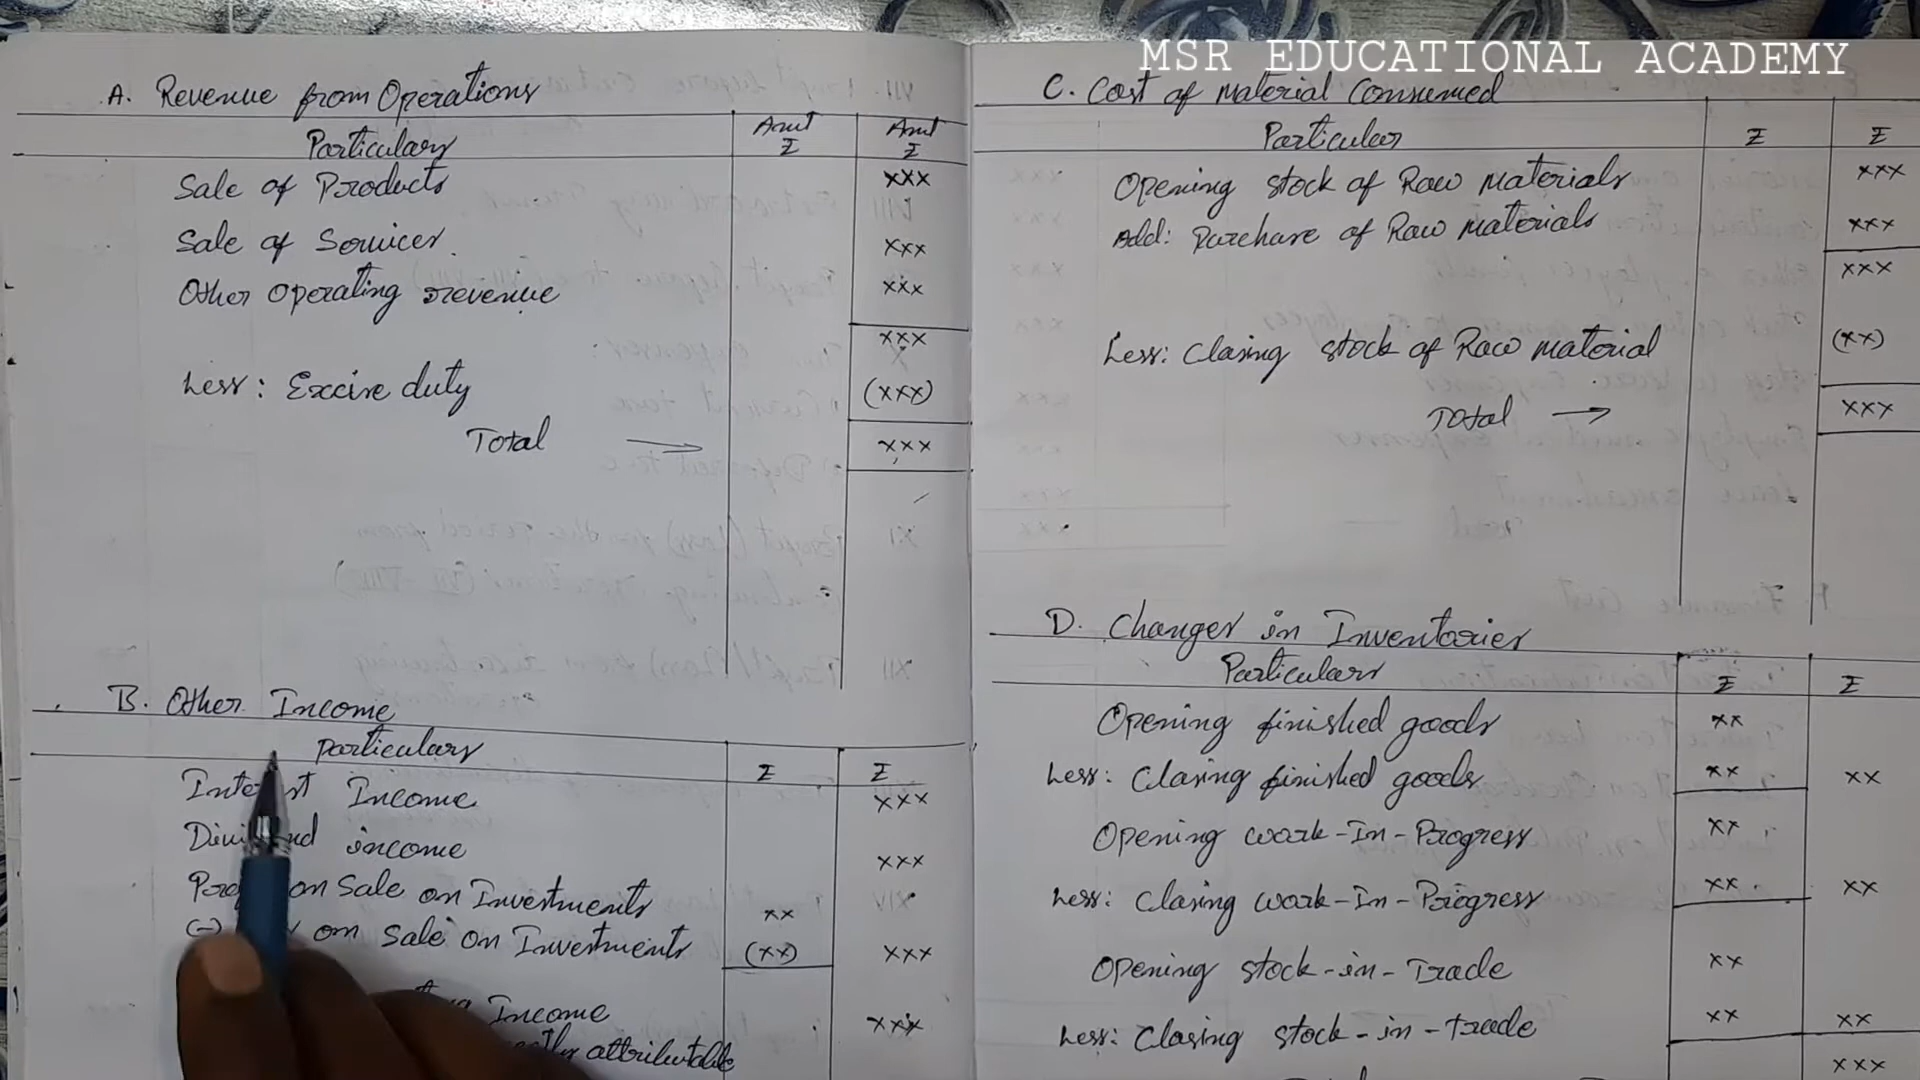 MSR EDUCATIONAL ACADEMY
A. Revenue from Operations
Particulars Amt ₹ Amt ₹
Sale of Products xxx
Sale of Services xxx
Other operating revenue xxx
xxx
Less: Excise duty (xxx)
Total → xxx
B. Other Income
Particulars ₹ ₹
Income xxx
income xxx
on Sale on Investments xx
(-) on Sale on Investments (xx) xxx
Income xxx
attributable
C. Cost of Material Consumed
Particular ₹ ₹
Opening stock of Raw Materials xxx
Add: Purchase of Raw Materials xxx
xxx
Less: Closing stock of Raw material (xx)
Total → xxx
D. Changes in Inventories
Particulars ₹ ₹
Opening finished goods xx
Less: Closing finished goods xx xx
Opening work-In-Progress xx
Less: Closing work-In-Progress xx xx
Opening stock-in-Trade xx
Less: Closing stock-in-trade xx xx
xxx